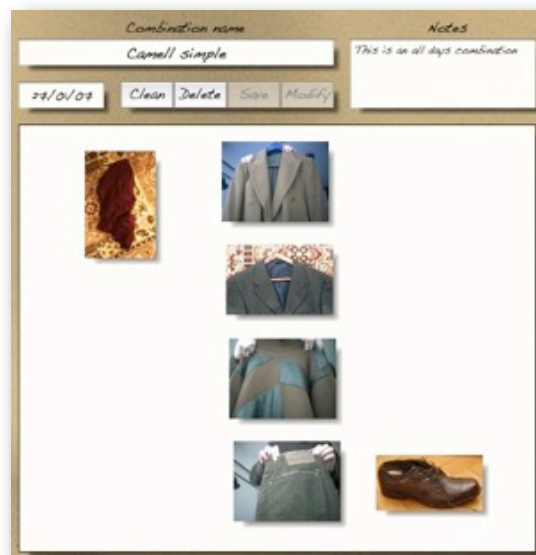 Combination name
Camell simple
Notes
This is an all days combination
27/01/07
Clean
Delete
Save
Modify